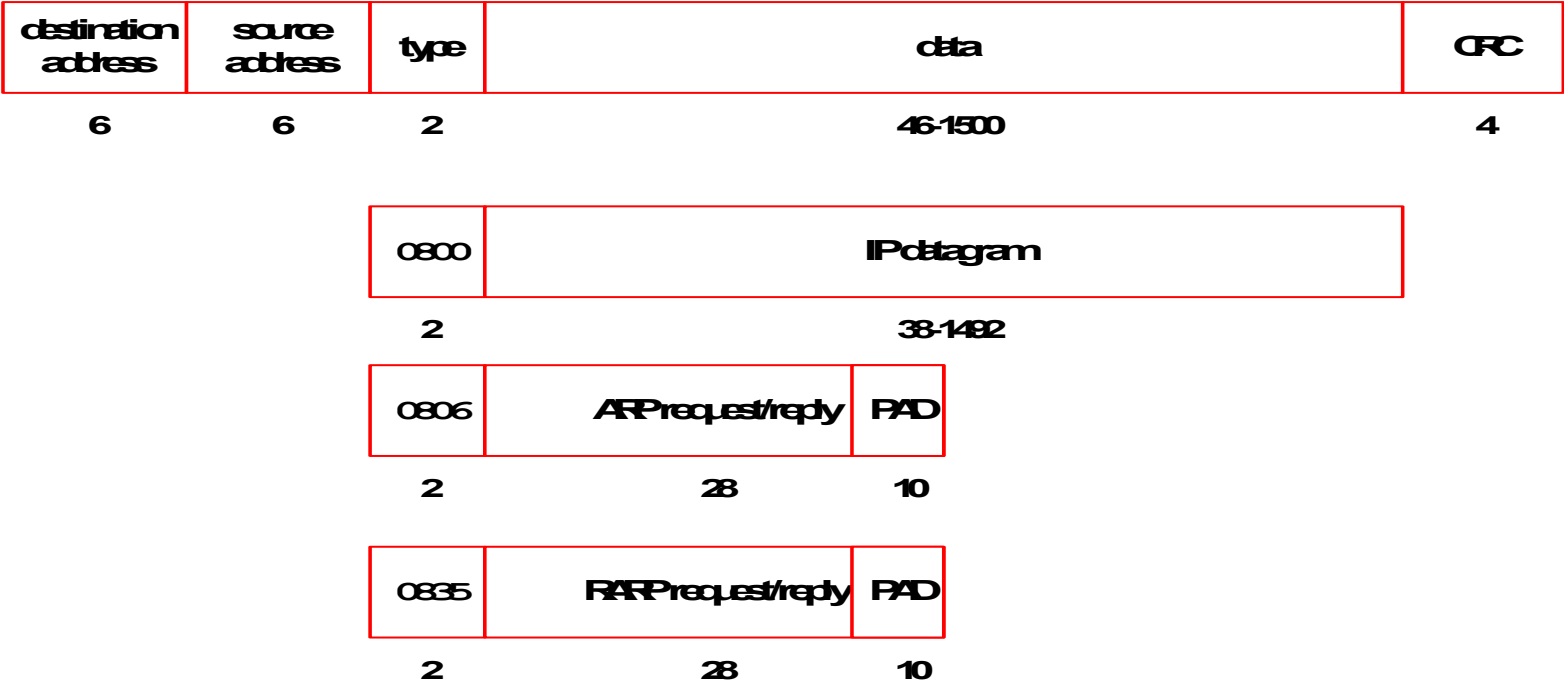 destination address
source address
type
data
CRC
6
6
2
46-1500
4
0800
IP datagram
2
38-1492
0806
ARP request/reply
PAD
2
28
10
0835
RARP request/reply
PAD
2
28
10